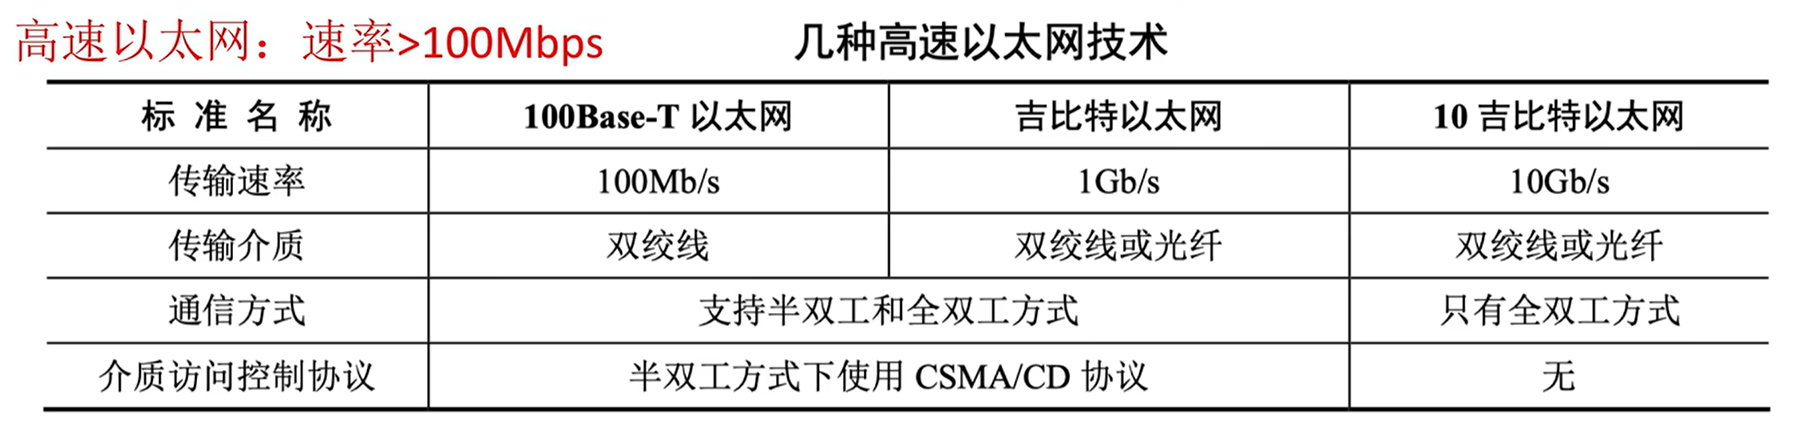 高速以太网：速率>100Mbps 几种高速以太网技术
标 准 名 称 100Base-T 以太网 吉比特以太网 10 吉比特以太网
传输速率 100Mb/s 1Gb/s 10Gb/s
传输介质 双绞线 双绞线或光纤 双绞线或光纤
通信方式 支持半双工和全双工方式 只有全双工方式
介质访问控制协议 半双工方式下使用 CSMA/CD 协议 无